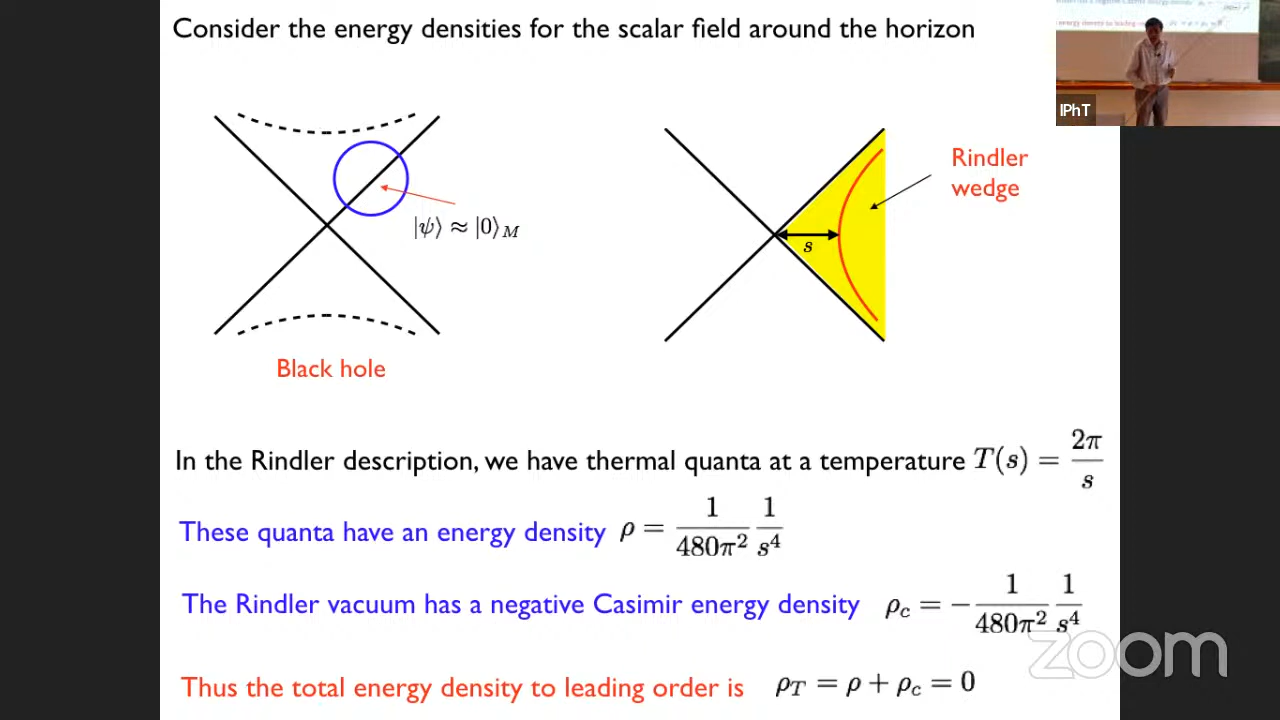 Consider the energy densities for the scalar field around the horizon
IPhT
Rindler
wedge
|ψ⟩ ≈ |0⟩_M
s
Black hole
In the Rindler description, we have thermal quanta at a temperature T(s) = 2π/s
These quanta have an energy density ρ = 1/(480π²) 1/s⁴
The Rindler vacuum has a negative Casimir energy density ρ_c = − 1/(480π²) 1/s⁴
zoom
Thus the total energy density to leading order is ρ_T = ρ + ρ_c = 0